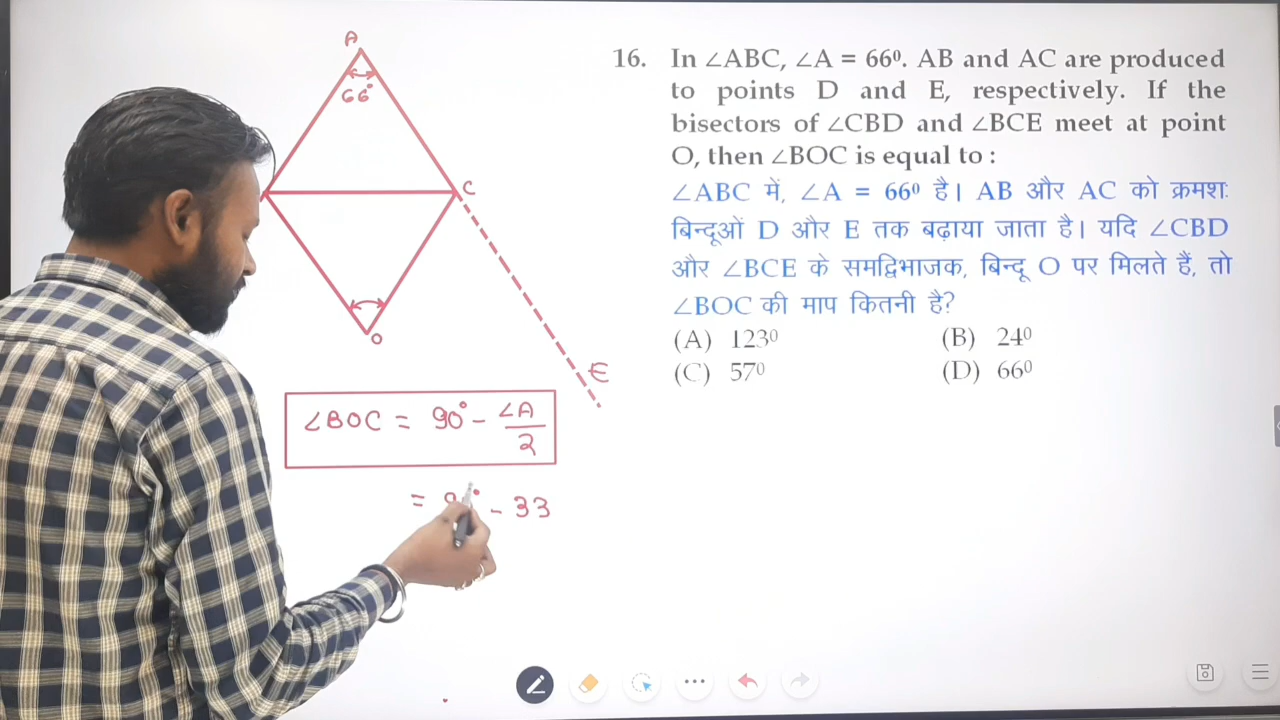 A
66°
C
O
E
∠BOC = 90° - ∠A/2
= 9 ° - 33
16. In ∠ABC, ∠A = 66⁰. AB and AC are produced
to points D and E, respectively. If the
bisectors of ∠CBD and ∠BCE meet at point
O, then ∠BOC is equal to :
∠ABC में, ∠A = 66⁰ है। AB और AC को क्रमशः
बिन्दूओं D और E तक बढ़ाया जाता है। यदि ∠CBD
और ∠BCE के समद्विभाजक, बिन्दू O पर मिलते हैं, तो
∠BOC की माप कितनी है?
(A) 123⁰ (B) 24⁰
(C) 57⁰ (D) 66⁰